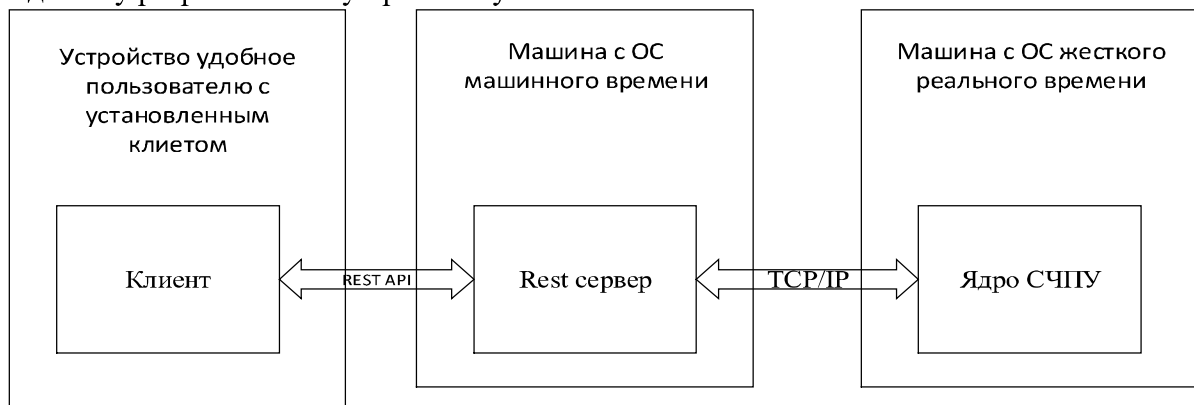 Устройство удобное
пользователю с
установленным
клиетом
Машина с ОС
машинного времени
Машина с ОС жесткого
реального времени
Клиент
REST API
Rest сервер
TCP/IP
Ядро СЧПУ